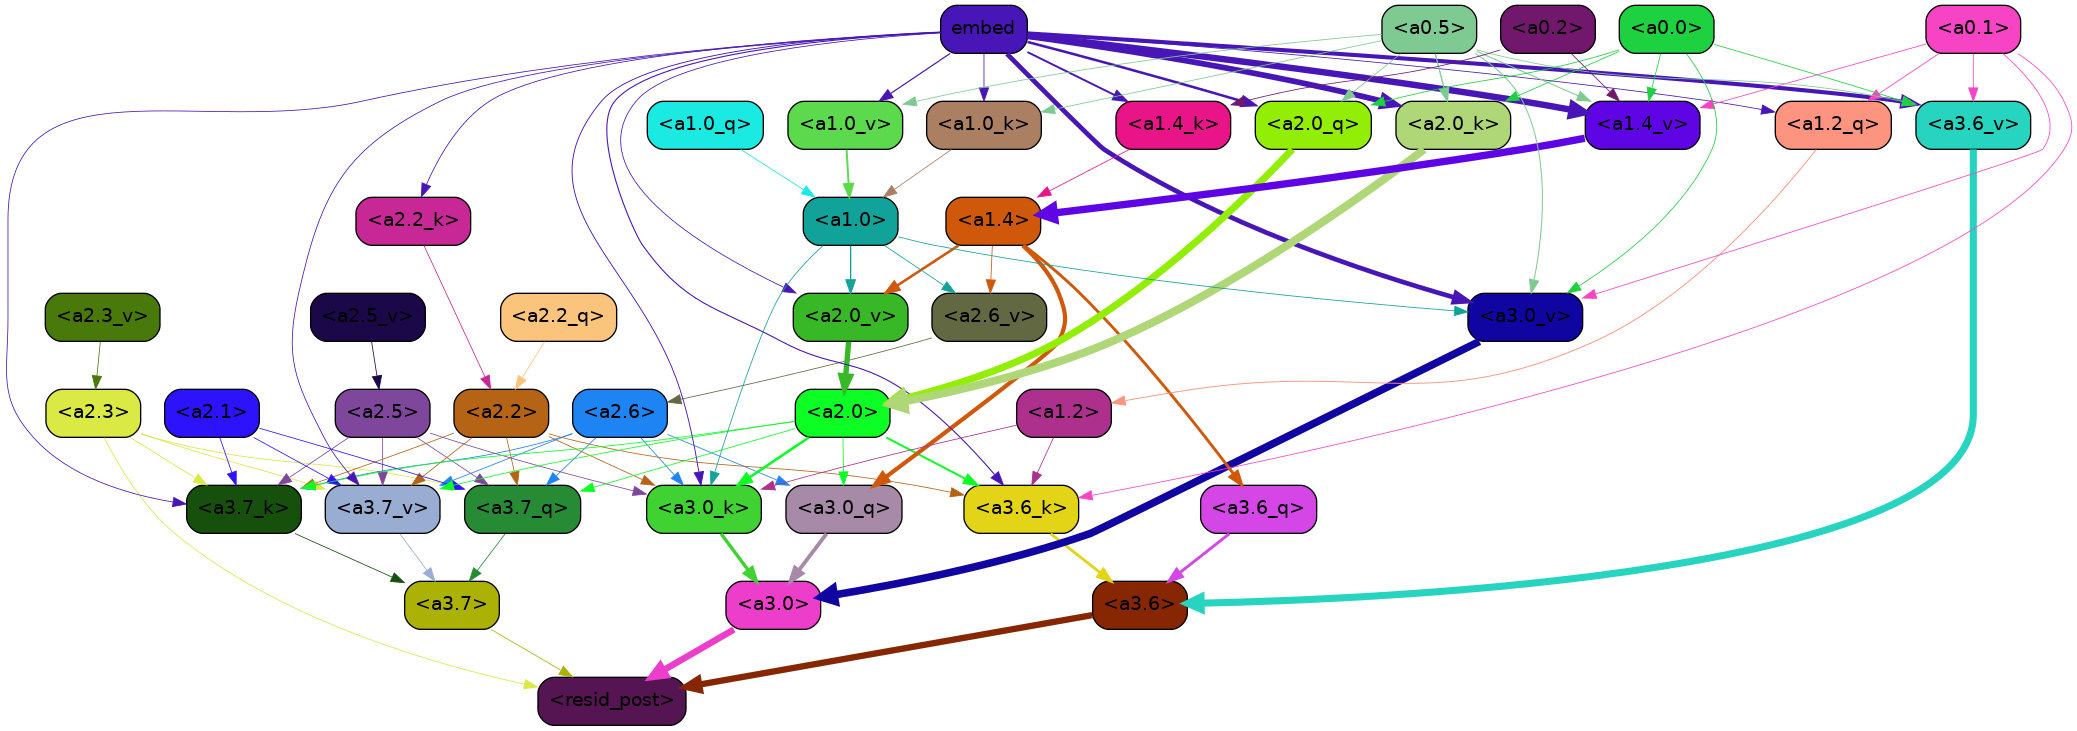 embed <a0.5> <a0.2> <a0.0> <a0.1>
<a1.0_q> <a1.0_v> <a1.0_k> <a1.4_k> <a2.0_q> <a2.0_k> <a1.4_v> <a1.2_q> <a3.6_v>
<a2.2_k> <a1.0> <a1.4>
<a2.3_v> <a2.5_v> <a2.2_q> <a2.0_v> <a2.6_v> <a3.0_v>
<a2.3> <a2.1> <a2.5> <a2.2> <a2.6> <a2.0> <a1.2>
<a3.7_k> <a3.7_v> <a3.7_q> <a3.0_k> <a3.0_q> <a3.6_k> <a3.6_q>
<a3.7> <a3.0> <a3.6>
<resid_post>